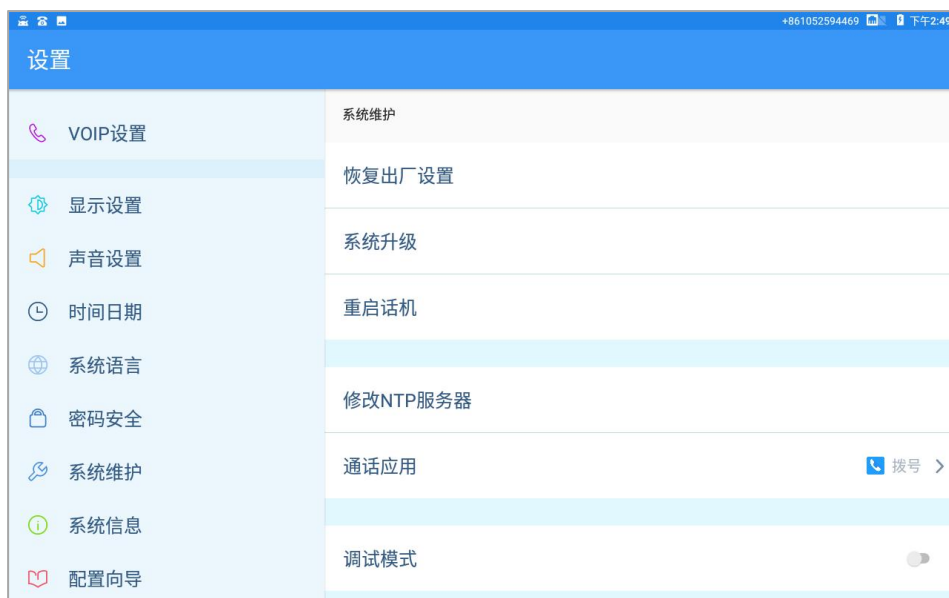 +861052594469 下午2:49
设置
VOIP设置
显示设置
声音设置
时间日期
系统语言
密码安全
系统维护
系统信息
配置向导
系统维护
恢复出厂设置
系统升级
重启话机
修改NTP服务器
通话应用 拨号
调试模式